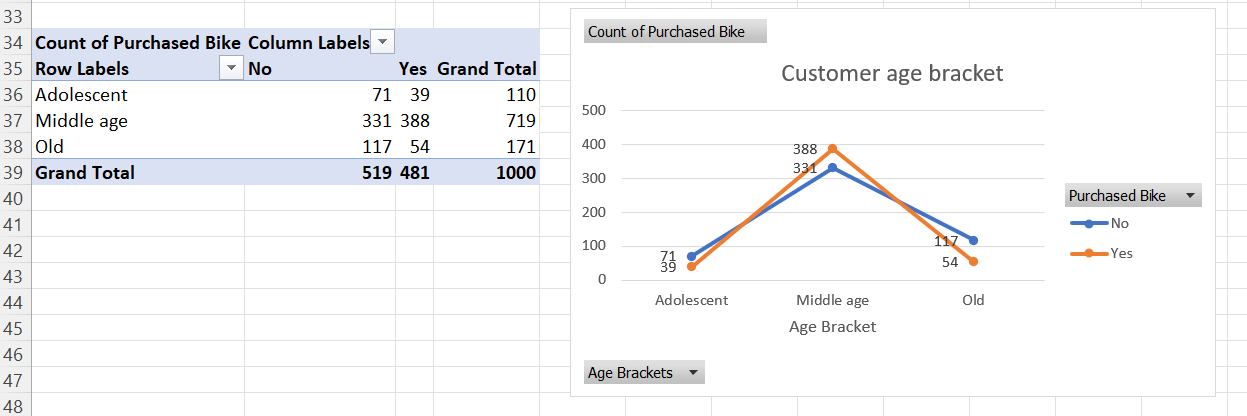 33
34 Count of Purchased Bike Column Labels
35 Row Labels No Yes Grand Total
36 Adolescent 71 39 110
37 Middle age 331 388 719
38 Old 117 54 171
39 Grand Total 519 481 1000
40
41
42
43
44
45
46
47
48
Count of Purchased Bike
Customer age bracket
500
400
300
200
100
0
388
331
71
39
117
54
Adolescent Middle age Old
Age Bracket
Purchased Bike
No
Yes
Age Brackets